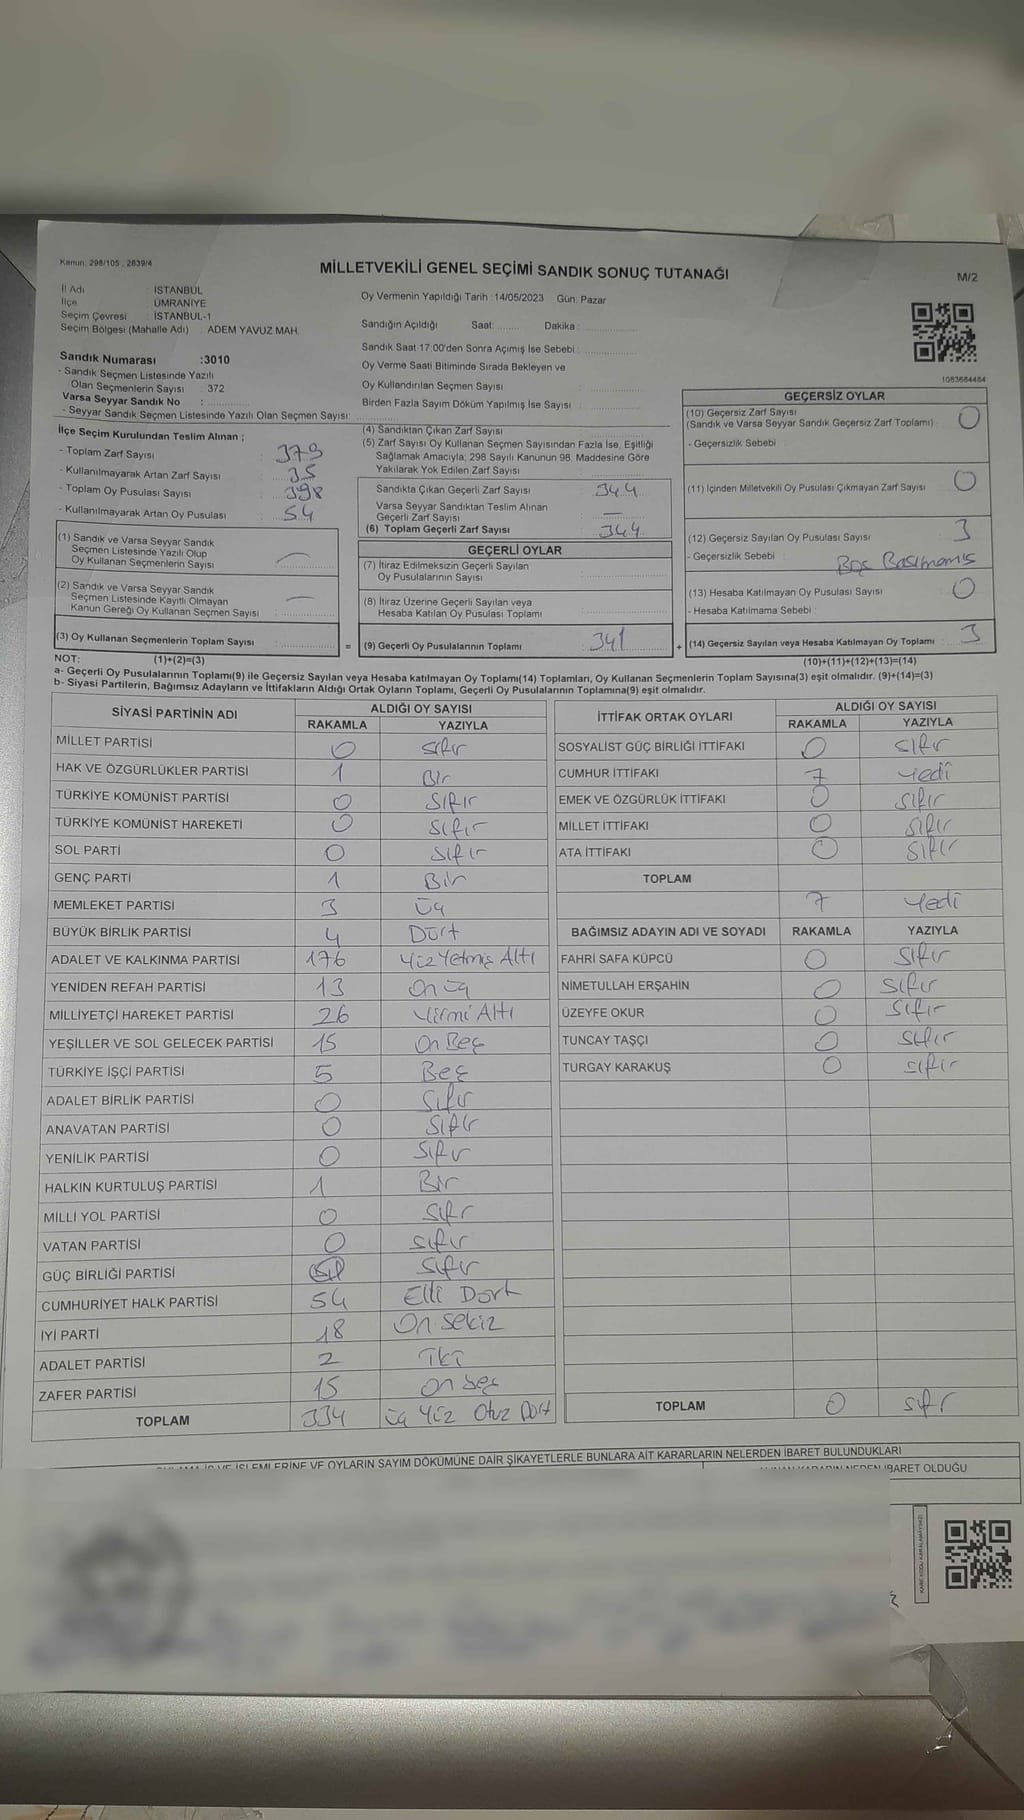 Kanun: 298/105 , 2839/4
MİLLETVEKİLİ GENEL SEÇİMİ SANDIK SONUÇ TUTANAĞI
M/2
İl Adı : İSTANBUL
İlçe : ÜMRANİYE
Seçim Çevresi : İSTANBUL-1
Seçim Bölgesi (Mahalle Adı) : ADEM YAVUZ MAH.
Oy Vermenin Yapıldığı Tarih :14/05/2023 Gün: Pazar
Sandığın Açıldığı Saat:........ Dakika :
Sandık Saat 17:00'den Sonra Açımış İse Sebebi :
Oy Verme Saati Bitiminde Sırada Bekleyen ve
Oy Kullandırılan Seçmen Sayısı :
Birden Fazla Sayım Döküm Yapılmış İse Sayısı :
1083684484
Sandık Numarası :3010
- Sandık Seçmen Listesinde Yazılı
Olan Seçmenlerin Sayısı : 372
Varsa Seyyar Sandık No :
- Seyyar Sandık Seçmen Listesinde Yazılı Olan Seçmen Sayısı:
İlçe Seçim Kurulundan Teslim Alınan ;
- Toplam Zarf Sayısı : 379
- Kullanılmayarak Artan Zarf Sayısı : 35
- Toplam Oy Pusulası Sayısı : 398
- Kullanılmayarak Artan Oy Pusulası : 54
(1) Sandık ve Varsa Seyyar Sandık
Seçmen Listesinde Yazılı Olup
Oy Kullanan Seçmenlerin Sayısı : —
(2) Sandık ve Varsa Seyyar Sandık
Seçmen Listesinde Kayıtlı Olmayan
Kanun Gereği Oy Kullanan Seçmen Sayısı : —
(3) Oy Kullanan Seçmenlerin Toplam Sayısı
(4) Sandıktan Çıkan Zarf Sayısı
(5) Zarf Sayısı Oy Kullanan Seçmen Sayısından Fazla İse, Eşitliği
Sağlamak Amacıyla, 298 Sayılı Kanunun 98. Maddesine Göre
Yakılarak Yok Edilen Zarf Sayısı
Sandıkta Çıkan Geçerli Zarf Sayısı : 344
Varsa Seyyar Sandıktan Teslim Alınan
Geçerli Zarf Sayısı : —
(6) Toplam Geçerli Zarf Sayısı : 344
GEÇERLİ OYLAR
(7) İtiraz Edilmeksizin Geçerli Sayılan
Oy Pusulalarının Sayısı :
(8) İtiraz Üzerine Geçerli Sayılan veya
Hesaba Katılan Oy Pusulası Toplamı
= (9) Geçerli Oy Pusulalarının Toplamı : 341 +
GEÇERSİZ OYLAR
(10) Geçersiz Zarf Sayısı : 0
(Sandık ve Varsa Seyyar Sandık Geçersiz Zarf Toplamı)
- Geçersizlik Sebebi :
(11) İçinden Milletvekili Oy Pusulası Çıkmayan Zarf Sayısı : 0
(12) Geçersiz Sayılan Oy Pusulası Sayısı : 3
- Geçersizlik Sebebi : Boş Basılmamış
(13) Hesaba Katılmayan Oy Pusulası Sayısı : 0
- Hesaba Katılmama Sebebi :
(14) Geçersiz Sayılan veya Hesaba Katılmayan Oy Toplamı : 3
NOT: (1)+(2)=(3)
(10)+(11)+(12)+(13)=(14)
a- Geçerli Oy Pusulalarının Toplamı(9) ile Geçersiz Sayılan veya Hesaba katılmayan Oy Toplamı(14) Toplamları, Oy Kullanan Seçmenlerin Toplam Sayısına(3) eşit olmalıdır. (9)+(14)=(3)
b- Siyasi Partilerin, Bağımsız Adayların ve İttifakların Aldığı Ortak Oyların Toplamı, Geçerli Oy Pusulalarının Toplamına(9) eşit olmalıdır.
SİYASİ PARTİNİN ADI ALDIĞI OY SAYISI
RAKAMLA YAZIYLA
MİLLET PARTİSİ 0 sıfır
HAK VE ÖZGÜRLÜKLER PARTİSİ 1 Bir
TÜRKİYE KOMÜNİST PARTİSİ 0 Sıfır
TÜRKİYE KOMÜNİST HAREKETİ 0 Sıfır
SOL PARTİ 0 Sıfır
GENÇ PARTİ 1 Bir
MEMLEKET PARTİSİ 3 Üç
BÜYÜK BİRLİK PARTİSİ 4 Dört
ADALET VE KALKINMA PARTİSİ 176 Yüz Yetmiş Altı
YENİDEN REFAH PARTİSİ 13 On üç
MİLLİYETÇİ HAREKET PARTİSİ 26 Yirmi Altı
YEŞİLLER VE SOL GELECEK PARTİSİ 15 On Beş
TÜRKİYE İŞÇİ PARTİSİ 5 Beş
ADALET BİRLİK PARTİSİ 0 Sıfır
ANAVATAN PARTİSİ 0 Sıfır
YENİLİK PARTİSİ 0 Sıfır
HALKIN KURTULUŞ PARTİSİ 1 Bir
MİLLİ YOL PARTİSİ 0 Sıfır
VATAN PARTİSİ 0 Sıfır
GÜÇ BİRLİĞİ PARTİSİ Sıfır
CUMHURİYET HALK PARTİSİ 54 Elli Dört
İYİ PARTİ 18 On Sekiz
ADALET PARTİSİ 2 İki
ZAFER PARTİSİ 15 On beş
TOPLAM 334 Üç Yüz Otuz Dört
İTTİFAK ORTAK OYLARI ALDIĞI OY SAYISI
RAKAMLA YAZIYLA
SOSYALİST GÜÇ BİRLİĞİ İTTİFAKI 0 Sıfır
CUMHUR İTTİFAKI 7 Yedi
EMEK VE ÖZGÜRLÜK İTTİFAKI 0 Sıfır
MİLLET İTTİFAKI 0 Sıfır
ATA İTTİFAKI 0 Sıfır
TOPLAM
7 Yedi
BAĞIMSIZ ADAYIN ADI VE SOYADI RAKAMLA YAZIYLA
FAHRİ SAFA KÜPCÜ 0 Sıfır
NİMETULLAH ERŞAHİN 0 Sıfır
ÜZEYFE OKUR 0 Sıfır
TUNCAY TAŞÇI 0 Sıfır
TURGAY KARAKUŞ 0 Sıfır
TOPLAM 0 Sıfır
İŞLEMLERİNE VE OYLARIN SAYIM DÖKÜMÜNE DAİR ŞİKAYETLERLE BUNLARA AİT KARARLARIN NELERDEN İBARET BULUNDUKLARI
KARARIN NEDEN İBARET OLDUĞU